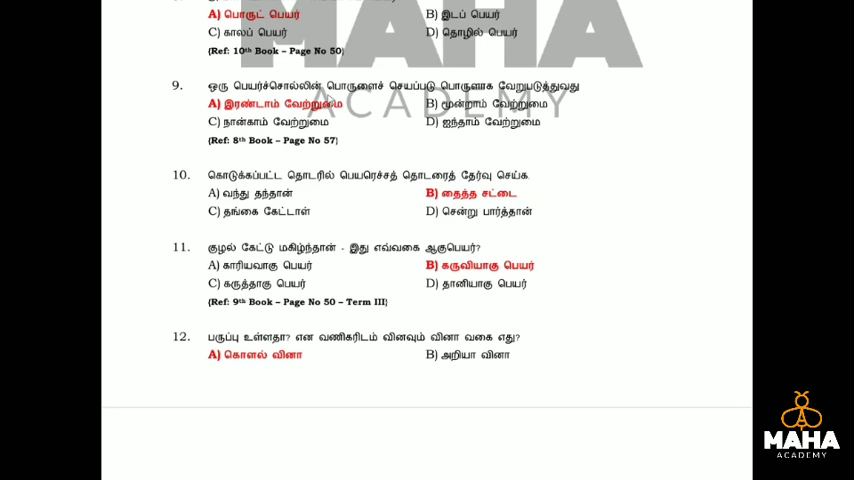 A) பொருட் பெயர் B) இடப் பெயர்
C) காலப் பெயர் D) தொழில் பெயர்
{Ref: 10th Book – Page No 50}
9. ஒரு பெயர்ச்சொல்லின் பொருளைச் செயப்படு பொருளாக வேறுபடுத்துவது
A) இரண்டாம் வேற்றுமை B) மூன்றாம் வேற்றுமை
C) நான்காம் வேற்றுமை D) ஐந்தாம் வேற்றுமை
{Ref: 8th Book – Page No 57}
10. கொடுக்கப்பட்ட தொடரில் பெயரெச்சத் தொடரைத் தேர்வு செய்க.
A) வந்து தந்தான் B) தைத்த சட்டை
C) தங்கை கேட்டாள் D) சென்று பார்த்தான்
11. குழல் கேட்டு மகிழ்ந்தான் - இது எவ்வகை ஆகுபெயர்?
A) காரியவாகு பெயர் B) கருவியாகு பெயர்
C) கருத்தாகு பெயர் D) தானியாகு பெயர்
{Ref: 9th Book – Page No 50 – Term III}
12. பருப்பு உள்ளதா? என வணிகரிடம் வினவும் வினா வகை எது?
A) கொளல் வினா B) அறியா வினா
MAHA
ACADEMY
MAHA
ACADEMY